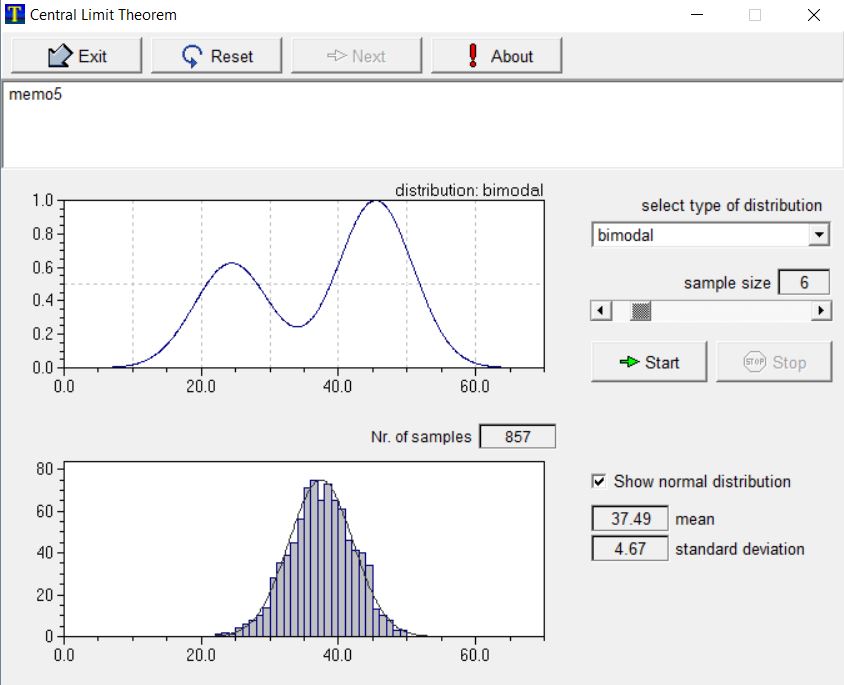 Central Limit Theorem
Exit Reset Next About
memo5
distribution: bimodal
1.0
0.8
0.6
0.4
0.2
0.0
0.0 20.0 40.0 60.0
select type of distribution
bimodal
sample size 6
Start STOP Stop
Nr. of samples 857
80
60
40
20
0
0.0 20.0 40.0 60.0
Show normal distribution
37.49 mean
4.67 standard deviation